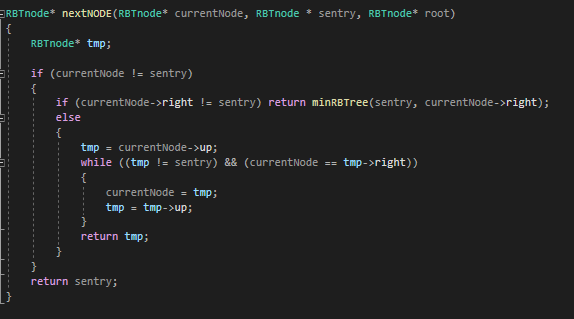 RBTnode* nextNODE(RBTnode* currentNode, RBTnode * sentry, RBTnode* root)
{
    RBTnode* tmp;
    if (currentNode != sentry)
    {
        if (currentNode->right != sentry) return minRBTree(sentry, currentNode->right);
        else
        {
            tmp = currentNode->up;
            while ((tmp != sentry) && (currentNode == tmp->right))
            {
                currentNode = tmp;
                tmp = tmp->up;
            }
            return tmp;
        }
    }
    return sentry;
}